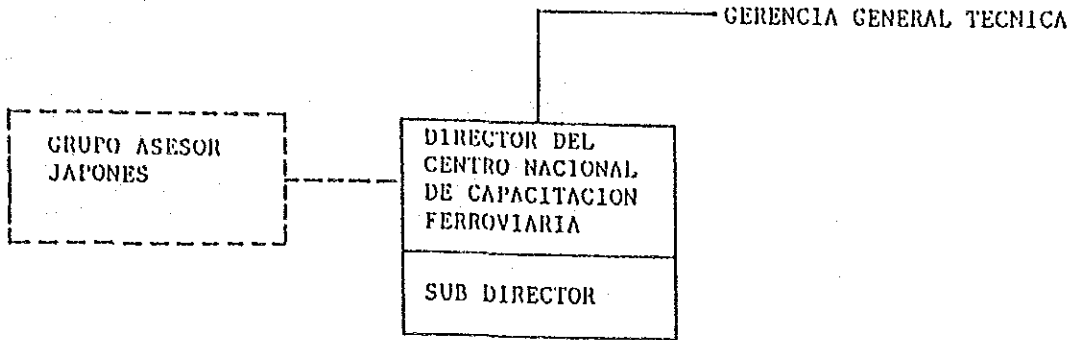 GERENCIA GENERAL TECNICA
GRUPO ASESOR
JAPONES
DIRECTOR DEL
CENTRO NACIONAL
DE CAPACITACION
FERROVIARIA
SUB DIRECTOR